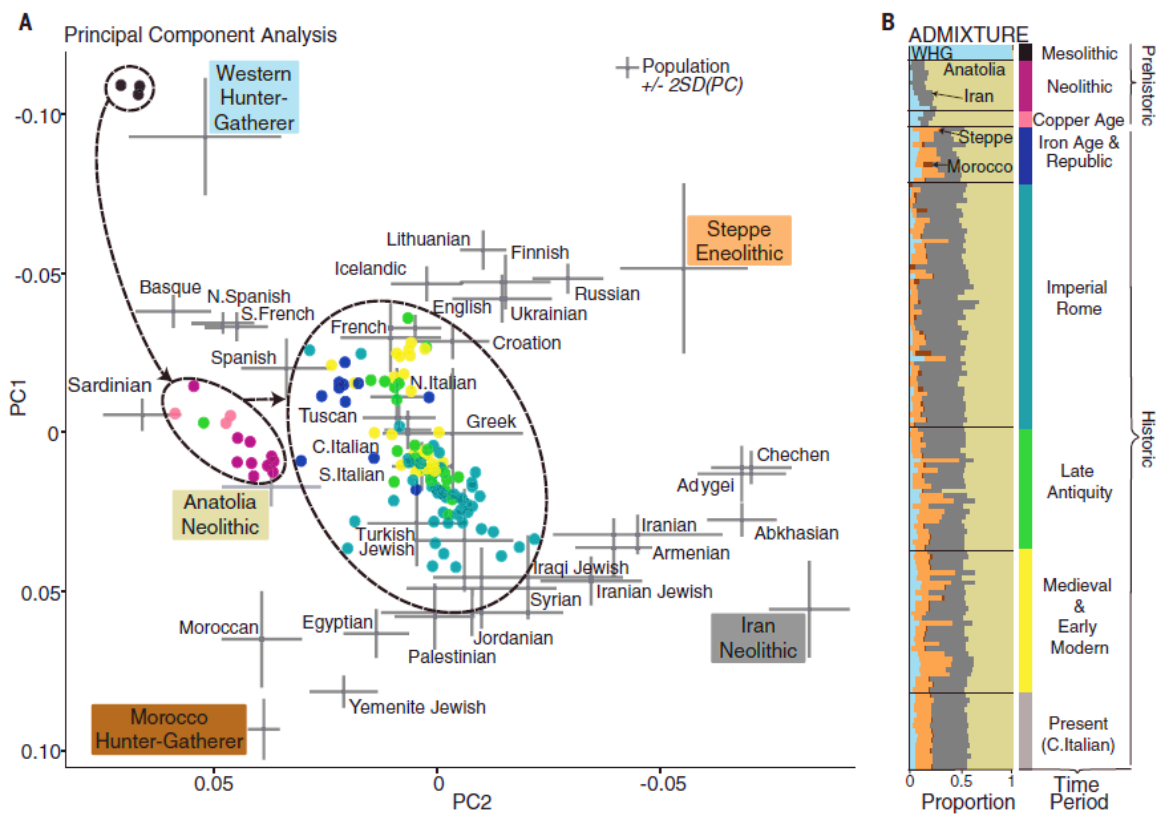 A
Principal Component Analysis
Western
Hunter-
Gatherer
Population
+/- 2SD(PC)
-0.10
Steppe
Eneolithic
Lithuanian
Finnish
Icelandic
-0.05
Russian
Basque
N.Spanish
S.French
English
Ukrainian
French
Croation
Spanish
Sardinian
N.Italian
PC1
Tuscan
Greek
0
C.Italian
S.Italian
Chechen
Adygei
Anatolia
Neolithic
Turkish
Jewish
Iranian
Abkhasian
Armenian
Iraqi Jewish
0.05
Iranian Jewish
Syrian
Moroccan
Egyptian
Jordanian
Iran
Neolithic
Palestinian
Yemenite Jewish
Morocco
Hunter-Gatherer
0.10
0.05
0
-0.05
PC2
B
ADMIXTURE
WHG
Anatolia
Iran
Steppe
Morocco
Mesolithic
Neolithic
Copper Age
Iron Age &
Republic
Imperial
Rome
Late
Antiquity
Medieval
&
Early
Modern
Present
(C.Italian)
Prehistoric
Historic
0
0.5
1
Proportion
Time
Period